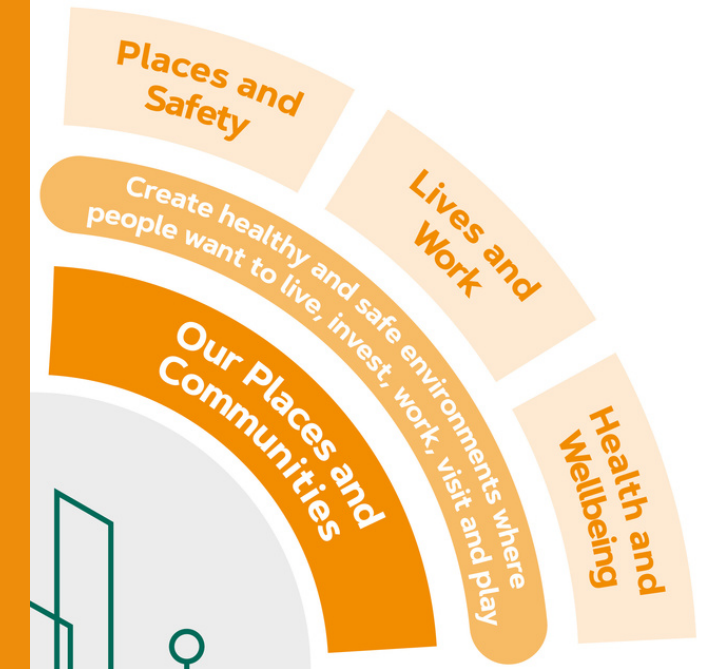 Places and
Safety
Lives and
Work
Health and
Wellbeing
Create healthy and safe environments where
people want to live, invest, work, visit and play
Our Places and
Communities